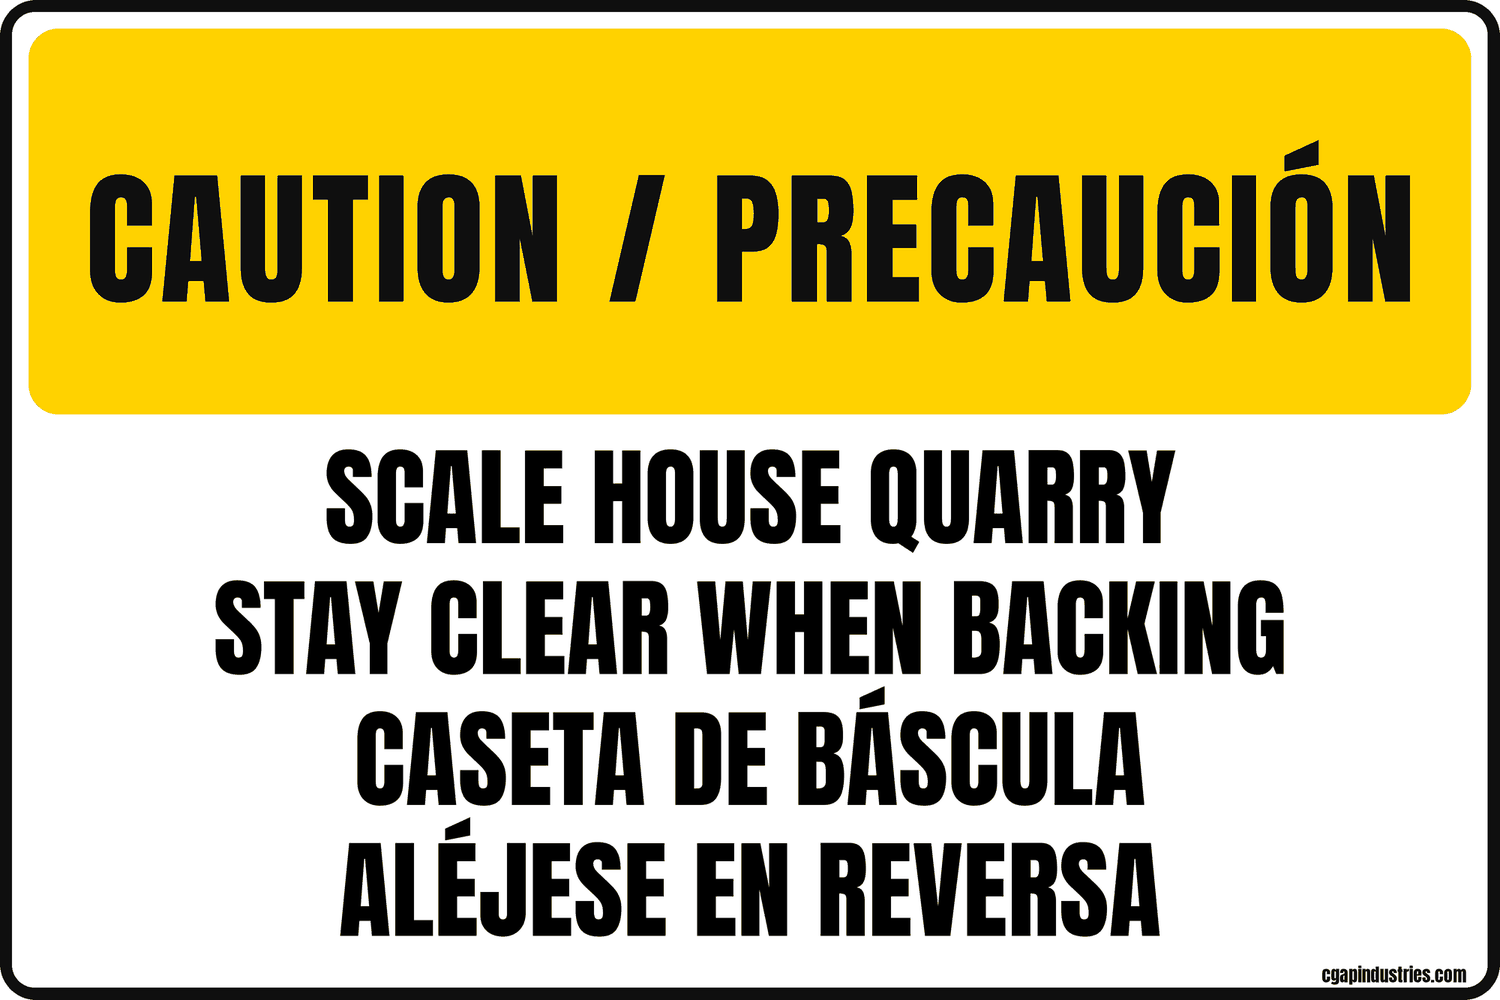 CAUTION / PRECAUCIÓN
SCALE HOUSE QUARRY
STAY CLEAR WHEN BACKING
CASETA DE BÁSCULA
ALÉJESE EN REVERSA
cgapindustries.com